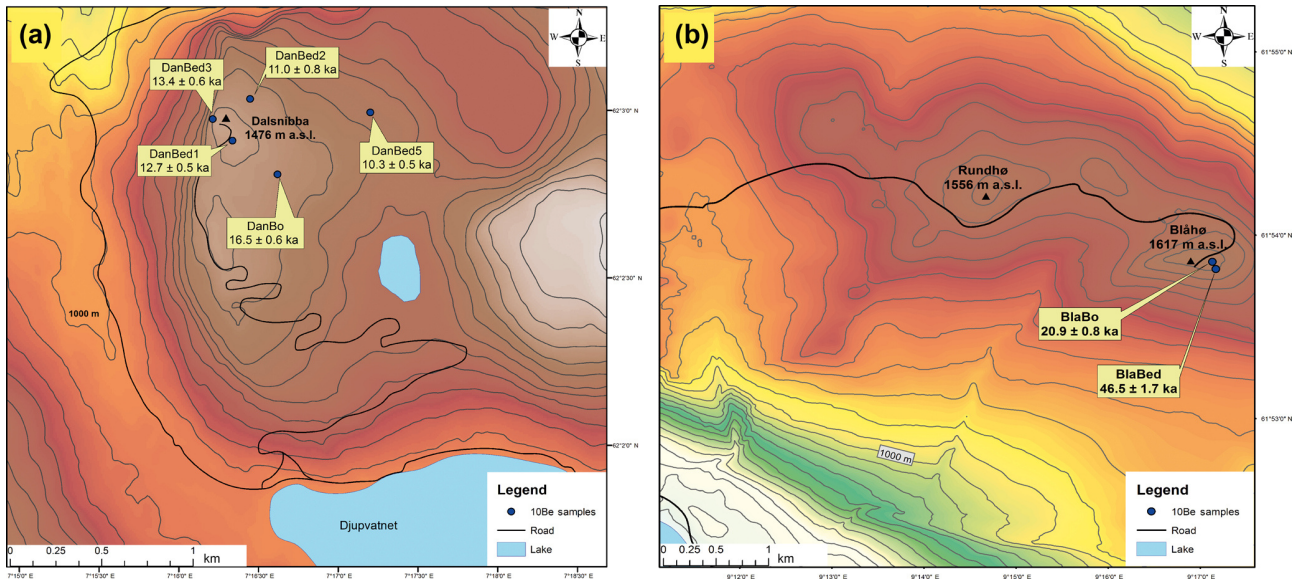 (a)
N
W E
S
DanBed2
11.0 ± 0.8 ka
DanBed3
13.4 ± 0.6 ka
Dalsnibba
1476 m a.s.l.
62°3'0" N
DanBed1
12.7 ± 0.5 ka
DanBed5
10.3 ± 0.5 ka
DanBo
16.5 ± 0.6 ka
62°2'30" N
1000 m
62°2'0" N
Djupvatnet
Legend
10Be samples
Road
Lake
0 0.25 0.5 1
km
7°15'0" E 7°15'30" E 7°16'0" E 7°16'30" E 7°17'0" E 7°17'30" E 7°18'0" E 7°18'30" E
(b)
N
W E
S
61°55'0" N
Rundhø
1556 m a.s.l.
Blåhø
1617 m a.s.l.
61°54'0" N
BlaBo
20.9 ± 0.8 ka
BlaBed
46.5 ± 1.7 ka
61°53'0" N
1000 m
Legend
10Be samples
Road
Lake
0 0.25 0.5 1
km
9°12'0" E 9°13'0" E 9°14'0" E 9°15'0" E 9°16'0" E 9°17'0" E